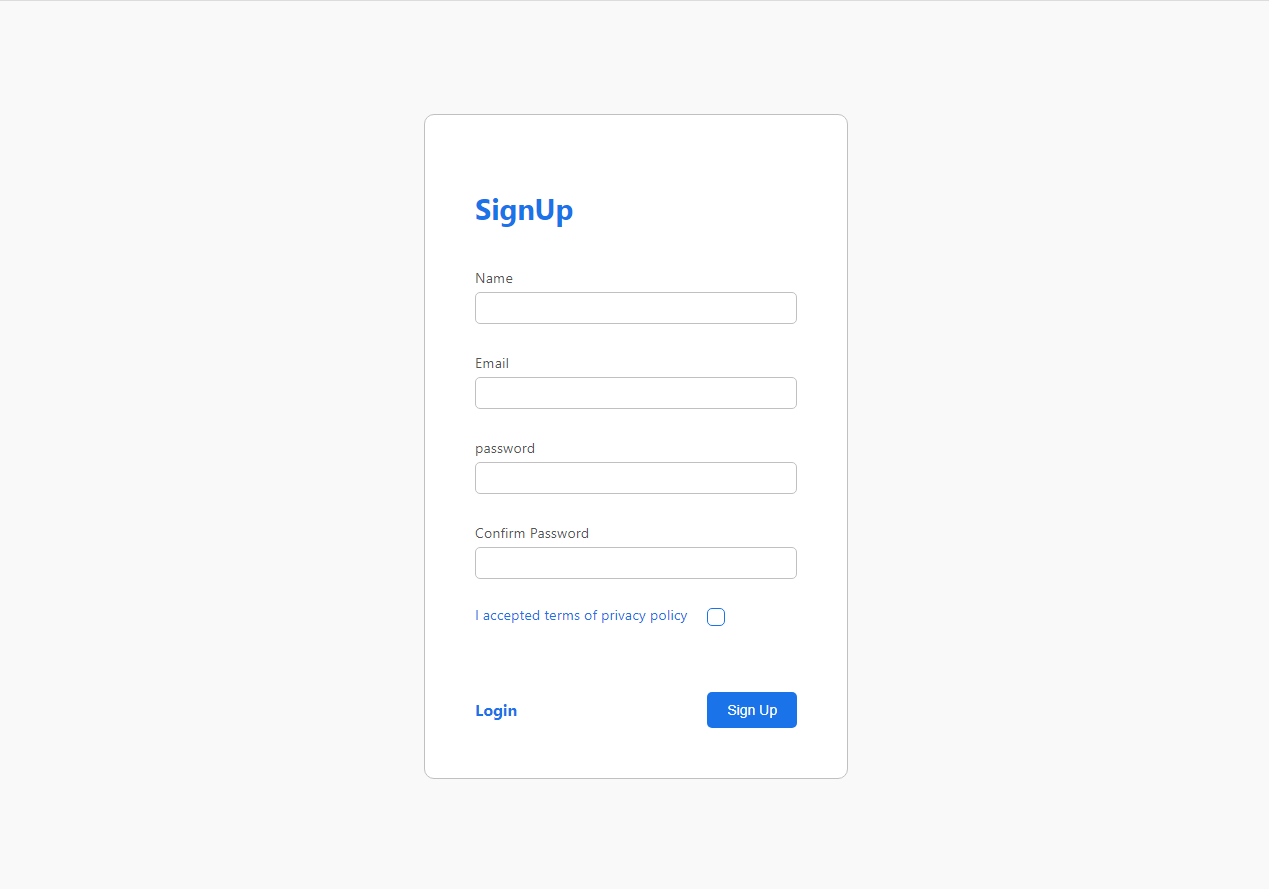 SignUp
Name
Email
password
Confirm Password
I accepted terms of privacy policy
Login
Sign Up